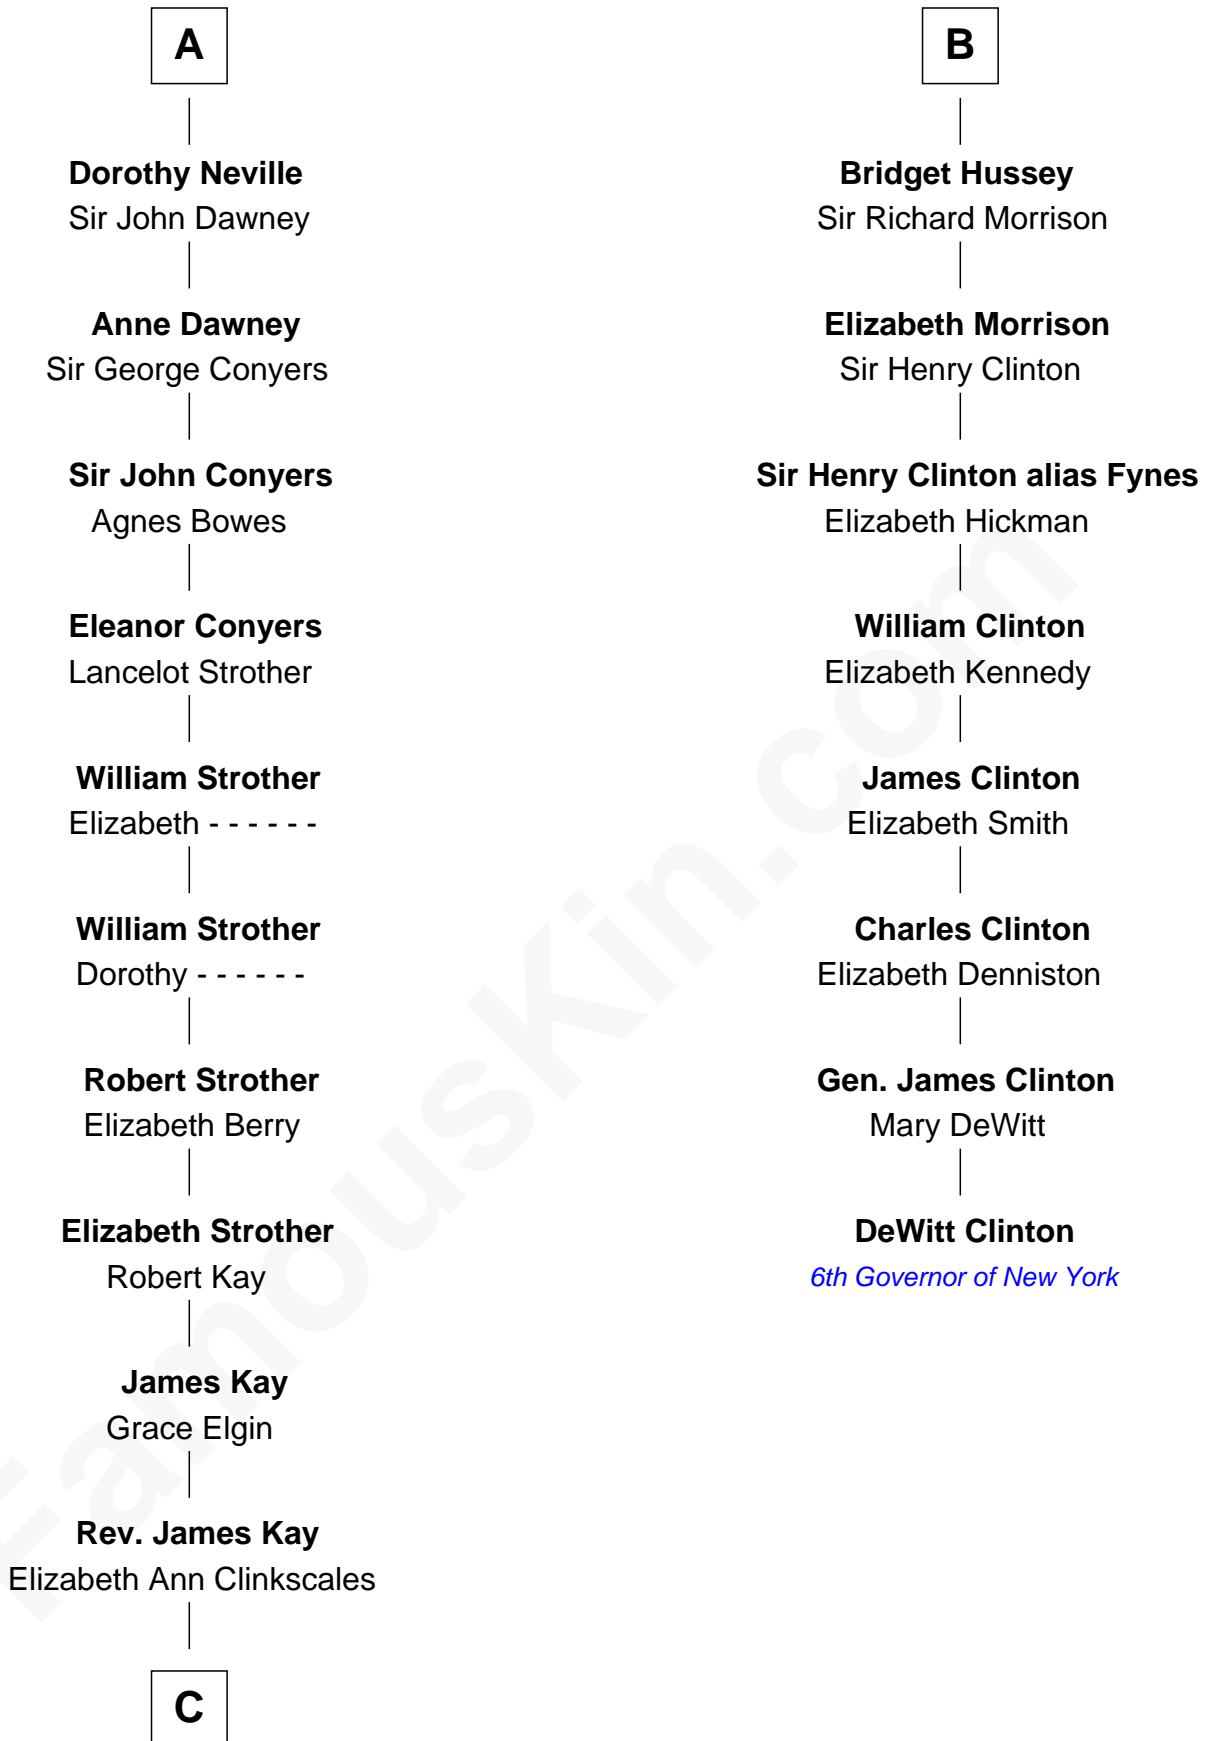 A
Dorothy Neville
Sir John Dawney
Anne Dawney
Sir George Conyers
Sir John Conyers
Agnes Bowes
Eleanor Conyers
Lancelot Strother
William Strother
Elizabeth - - - - - -
William Strother
Dorothy - - - - - -
Robert Strother
Elizabeth Berry
Elizabeth Strother
Robert Kay
James Kay
Grace Elgin
Rev. James Kay
Elizabeth Ann Clinkscales
C
B
Bridget Hussey
Sir Richard Morrison
Elizabeth Morrison
Sir Henry Clinton
Sir Henry Clinton alias Fynes
Elizabeth Hickman
William Clinton
Elizabeth Kennedy
James Clinton
Elizabeth Smith
Charles Clinton
Elizabeth Denniston
Gen. James Clinton
Mary DeWitt
DeWitt Clinton
6th Governor of New York
FamousKin.com